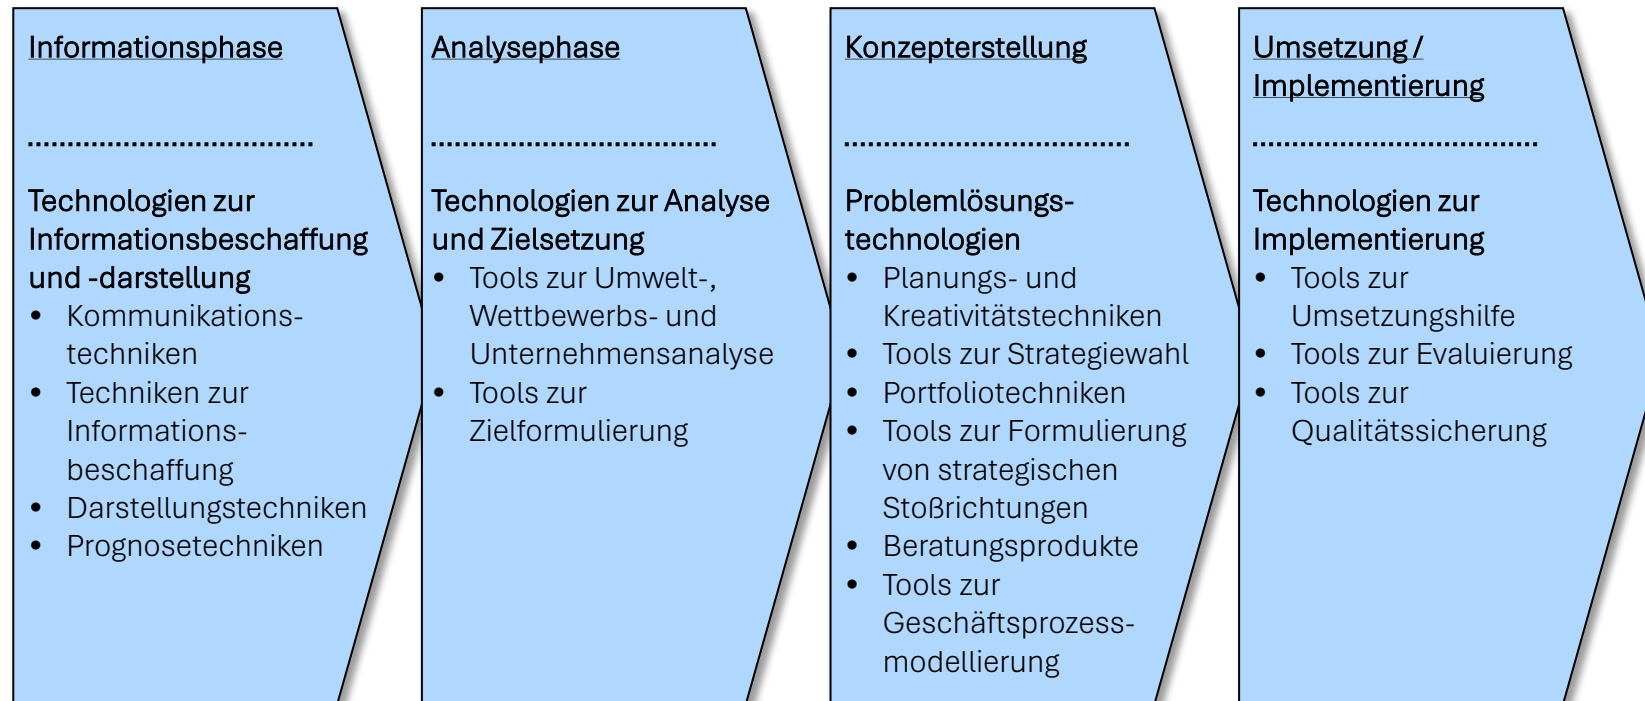 Informationsphase
Technologien zur
Informationsbeschaffung
und -darstellung
• Kommunikations-
techniken
• Techniken zur
Informations-
beschaffung
• Darstellungstechniken
• Prognosetechniken
Analysephase
Technologien zur Analyse
und Zielsetzung
• Tools zur Umwelt-,
Wettbewerbs- und
Unternehmensanalyse
• Tools zur
Zielformulierung
Konzepterstellung
Problemlösungs-
technologien
• Planungs- und
Kreativitätstechniken
• Tools zur Strategiewahl
• Portfoliotechniken
• Tools zur Formulierung
von strategischen
Stoßrichtungen
• Beratungsprodukte
• Tools zur
Geschäftsprozess-
modellierung
Umsetzung /
Implementierung
Technologien zur
Implementierung
• Tools zur
Umsetzungshilfe
• Tools zur Evaluierung
• Tools zur
Qualitätssicherung